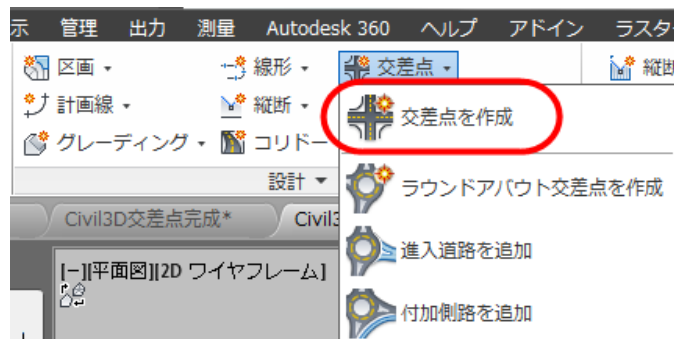 示 管理 出力 測量 Autodesk 360 ヘルプ アドイン ラスター
区画 線形 交差点 縦断
計画線 縦断
グレーディング コリドー
設計
交差点を作成
ラウンドアバウト交差点を作成
進入道路を追加
付加側路を追加
Civil3D交差点完成* Civil3
[-][平面図][2D ワイヤフレーム]